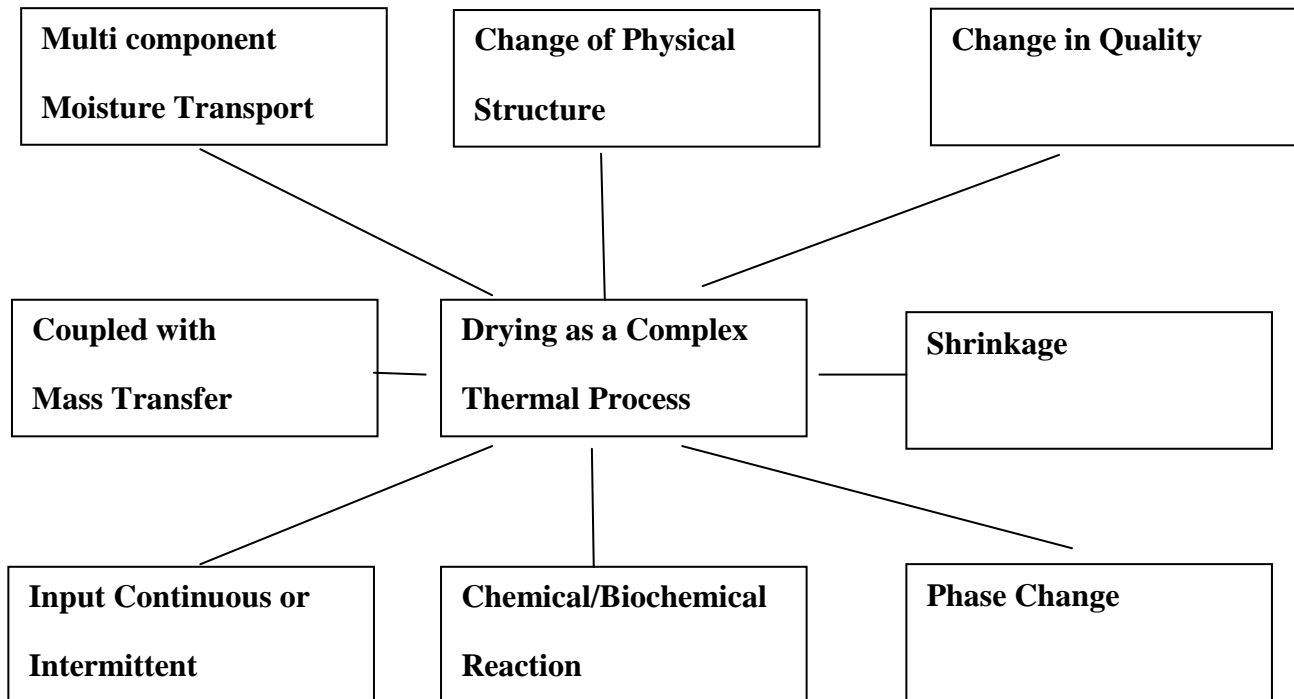 Multi component
Moisture Transport
Change of Physical
Structure
Change in Quality
Coupled with
Mass Transfer
Drying as a Complex
Thermal Process
Shrinkage
Input Continuous or
Intermittent
Chemical/Biochemical
Reaction
Phase Change